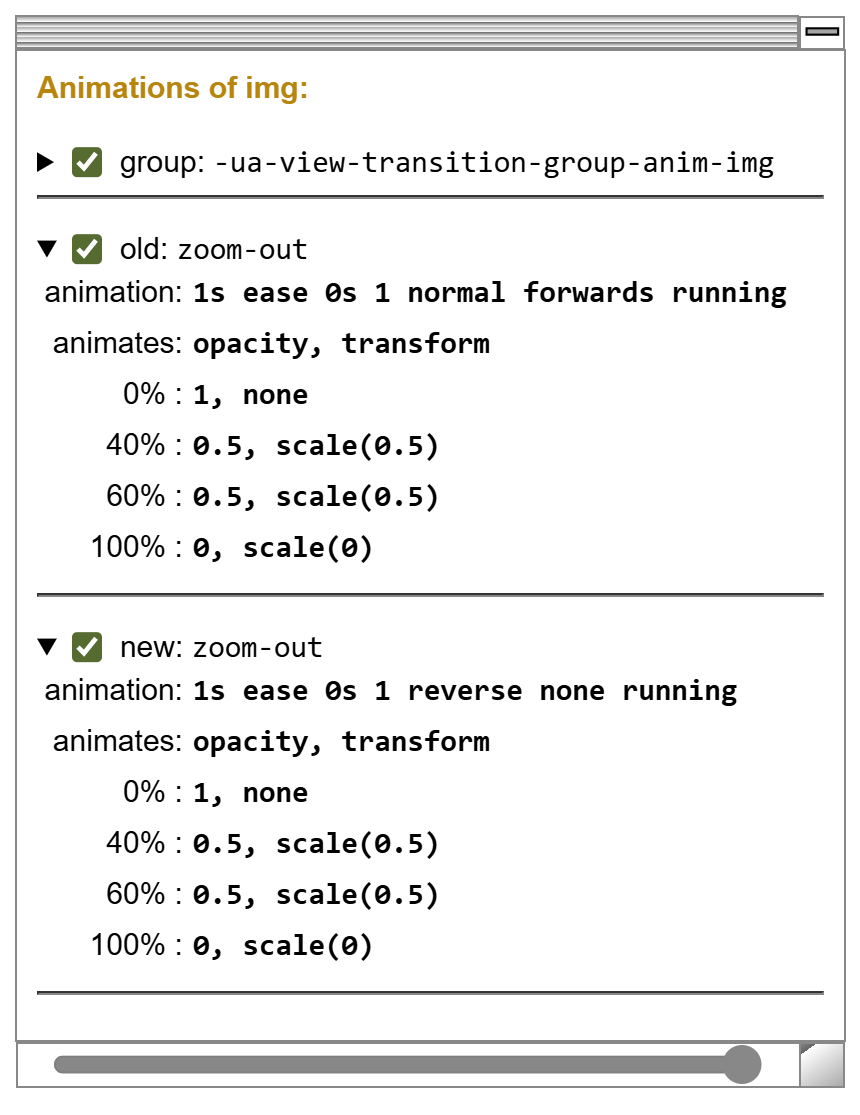 Animations of img:
group: -ua-view-transition-group-anim-img
old: zoom-out
animation: 1s ease 0s 1 normal forwards running
animates: opacity, transform
0% : 1, none
40% : 0.5, scale(0.5)
60% : 0.5, scale(0.5)
100% : 0, scale(0)
new: zoom-out
animation: 1s ease 0s 1 reverse none running
animates: opacity, transform
0% : 1, none
40% : 0.5, scale(0.5)
60% : 0.5, scale(0.5)
100% : 0, scale(0)